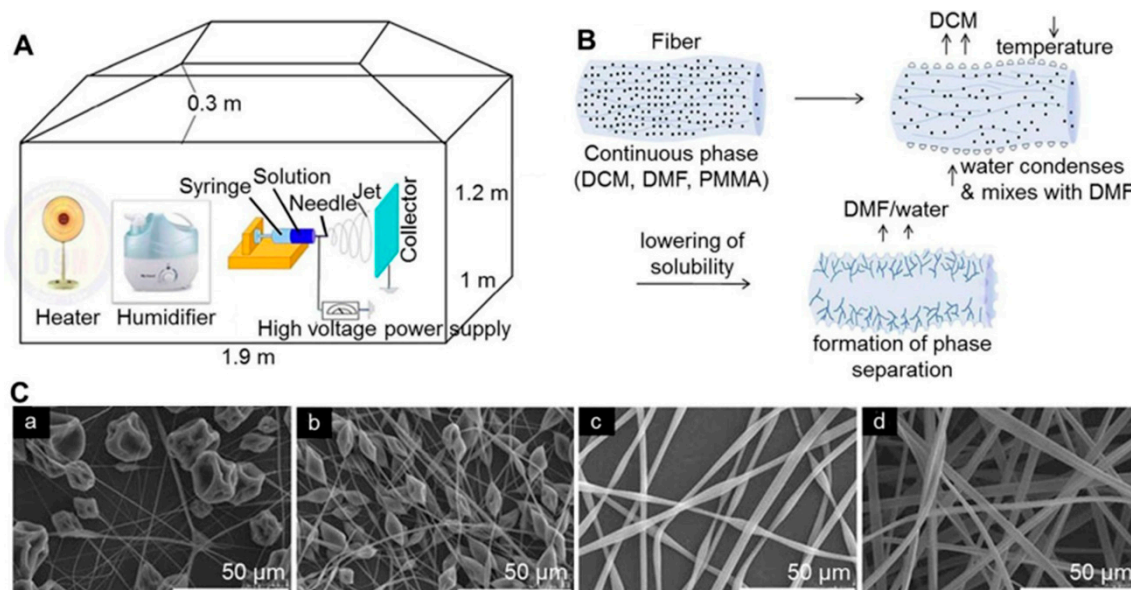 A
0.3 m
1.2 m
1 m
1.9 m
Syringe
Solution
Needle
Jet
Collector
Heater
Humidifier
High voltage power supply
B
Fiber
Continuous phase
(DCM, DMF, PMMA)
DCM
temperature
water condenses
& mixes with DMF
lowering of
solubility
DMF/water
formation of phase
separation
C
a
50 µm
b
50 µm
c
50 µm
d
50 µm